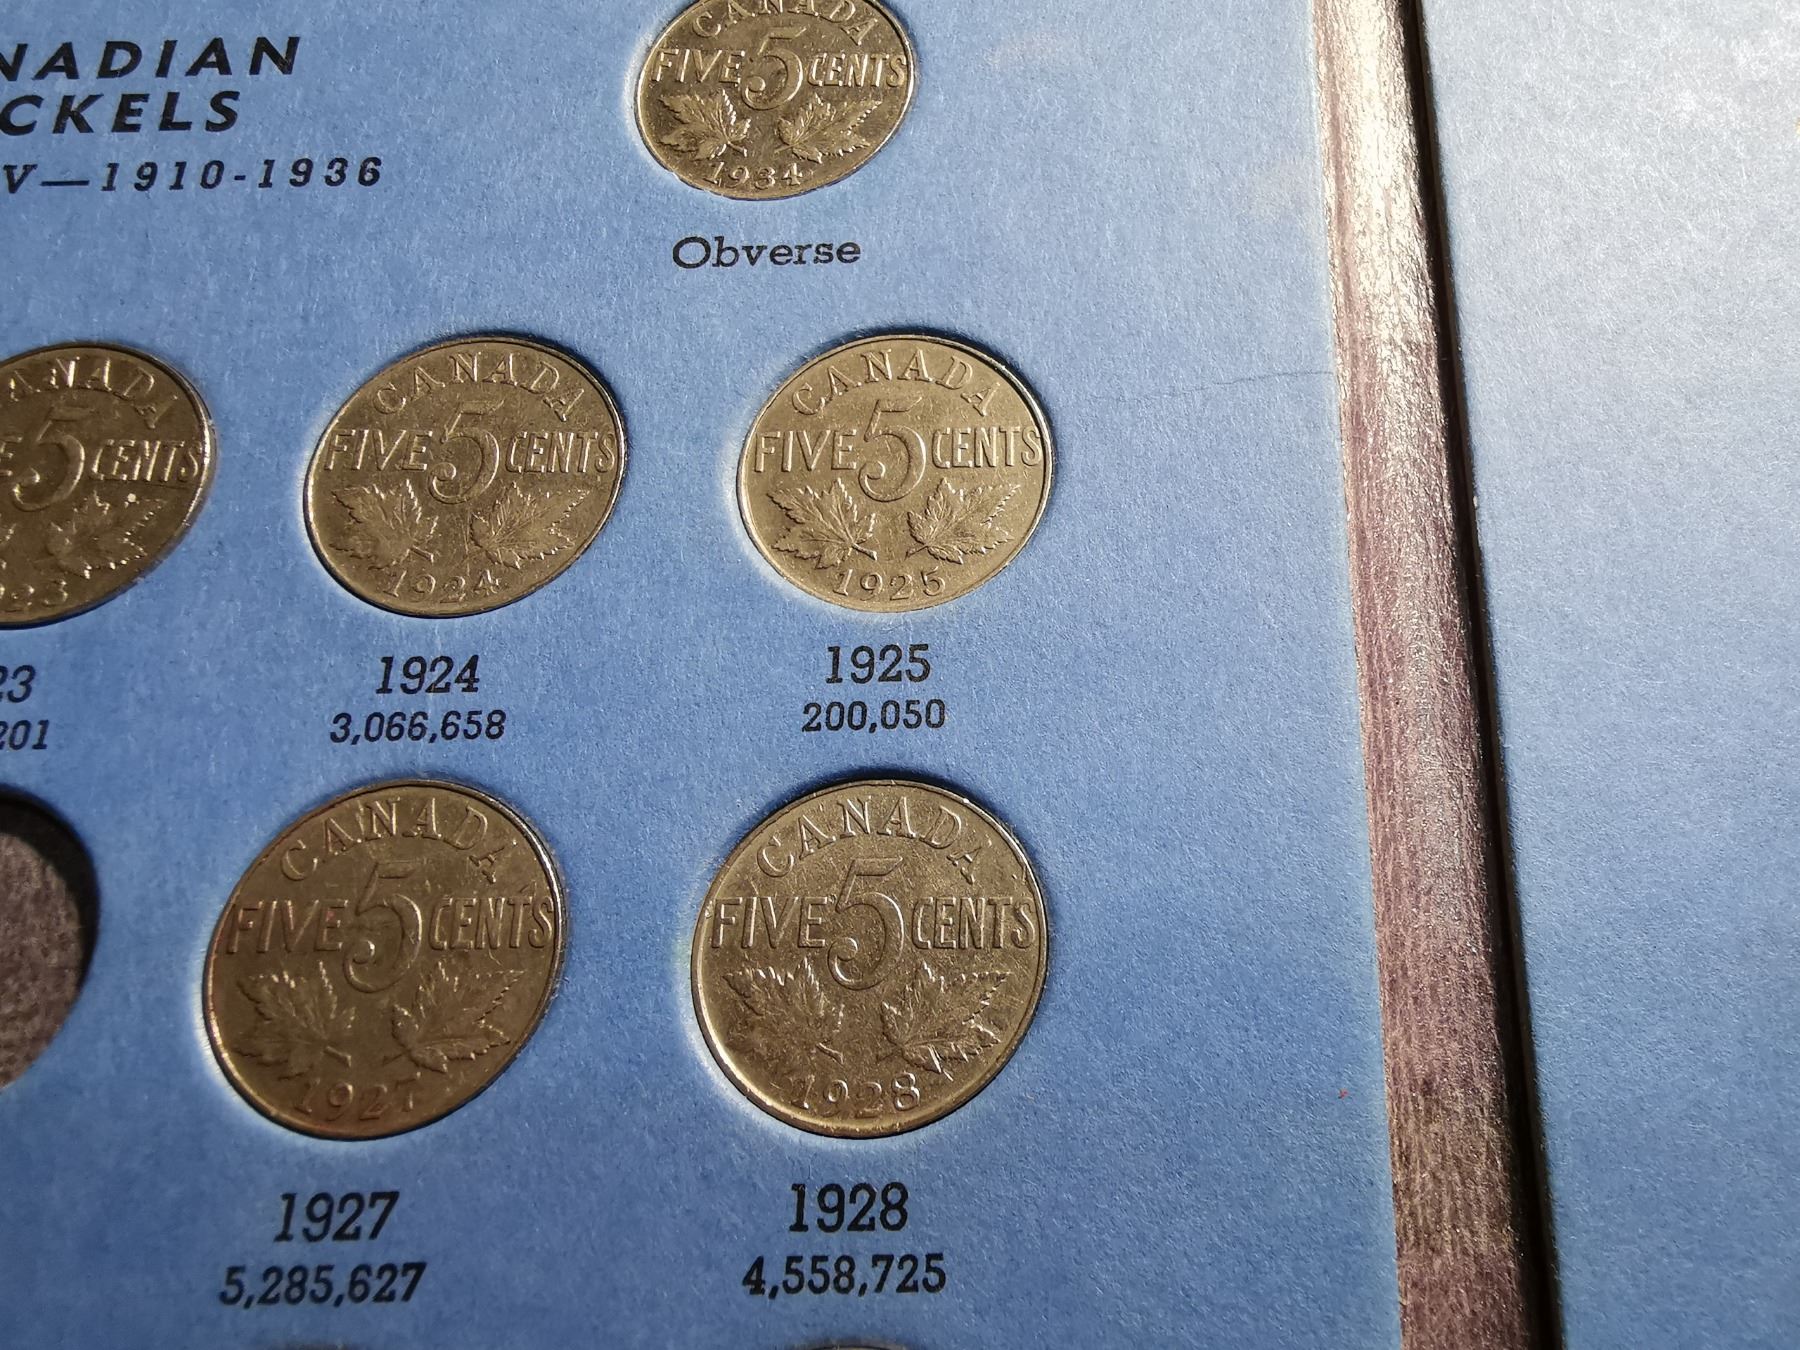 NADIAN
CKELS
V—1910-1936
CANADA
FIVE 5 CENTS
1934
Obverse
CANADA
5 CENTS
23
CANADA
FIVE 5 CENTS
1924
CANADA
FIVE 5 CENTS
1925
23
201
1924
3,066,658
1925
200,050
CANADA
FIVE 5 CENTS
1927
CANADA
FIVE 5 CENTS
1928
1927
5,285,627
1928
4,558,725